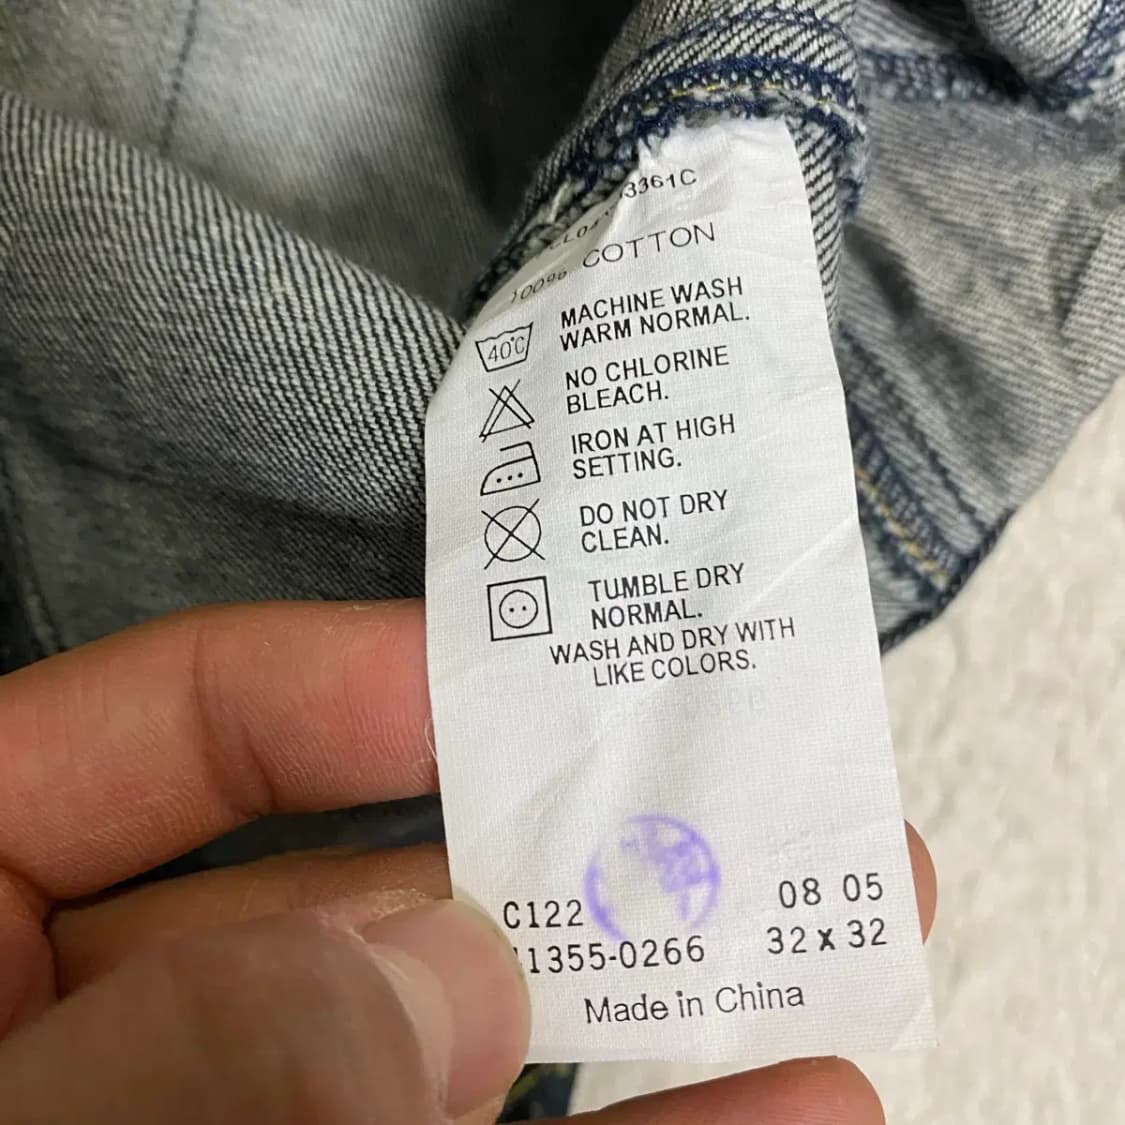 3361C
100% COTTON
40°C
MACHINE WASH
WARM NORMAL.
NO CHLORINE
BLEACH.
IRON AT HIGH
SETTING.
DO NOT DRY
CLEAN.
TUMBLE DRY
NORMAL.
WASH AND DRY WITH
LIKE COLORS.
C122 08 05
1355-0266 32 x 32
Made in China